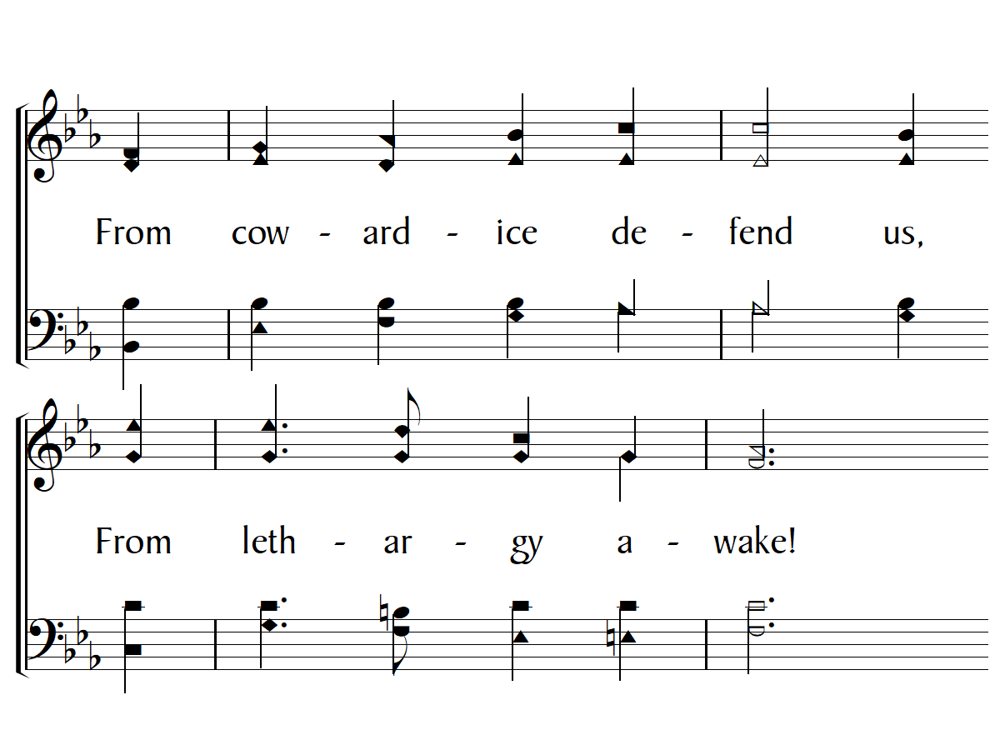 From cow - ard - ice de - fend us,
From leth - ar - gy a - wake!